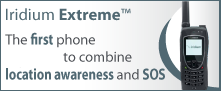 Iridium Extreme™
The first phone
to combine
location awareness and SOS